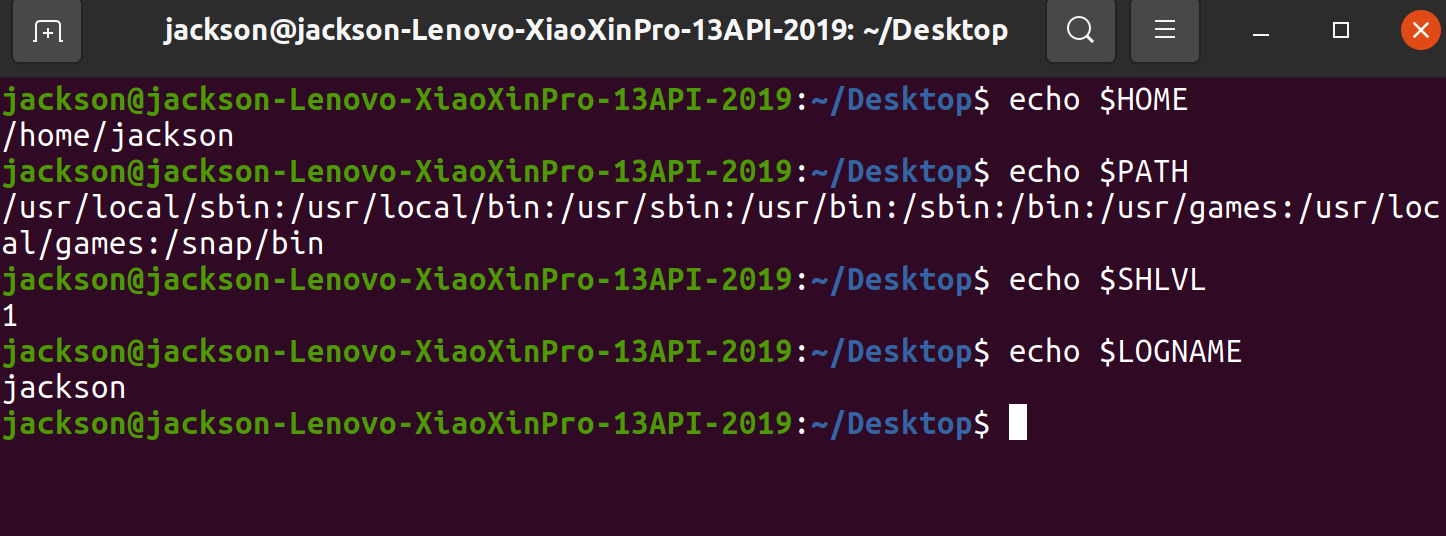 jackson@jackson-Lenovo-XiaoXinPro-13API-2019: ~/Desktop
jackson@jackson-Lenovo-XiaoXinPro-13API-2019:~/Desktop$ echo $HOME
/home/jackson
jackson@jackson-Lenovo-XiaoXinPro-13API-2019:~/Desktop$ echo $PATH
/usr/local/sbin:/usr/local/bin:/usr/sbin:/usr/bin:/sbin:/bin:/usr/games:/usr/loc
al/games:/snap/bin
jackson@jackson-Lenovo-XiaoXinPro-13API-2019:~/Desktop$ echo $SHLVL
1
jackson@jackson-Lenovo-XiaoXinPro-13API-2019:~/Desktop$ echo $LOGNAME
jackson
jackson@jackson-Lenovo-XiaoXinPro-13API-2019:~/Desktop$